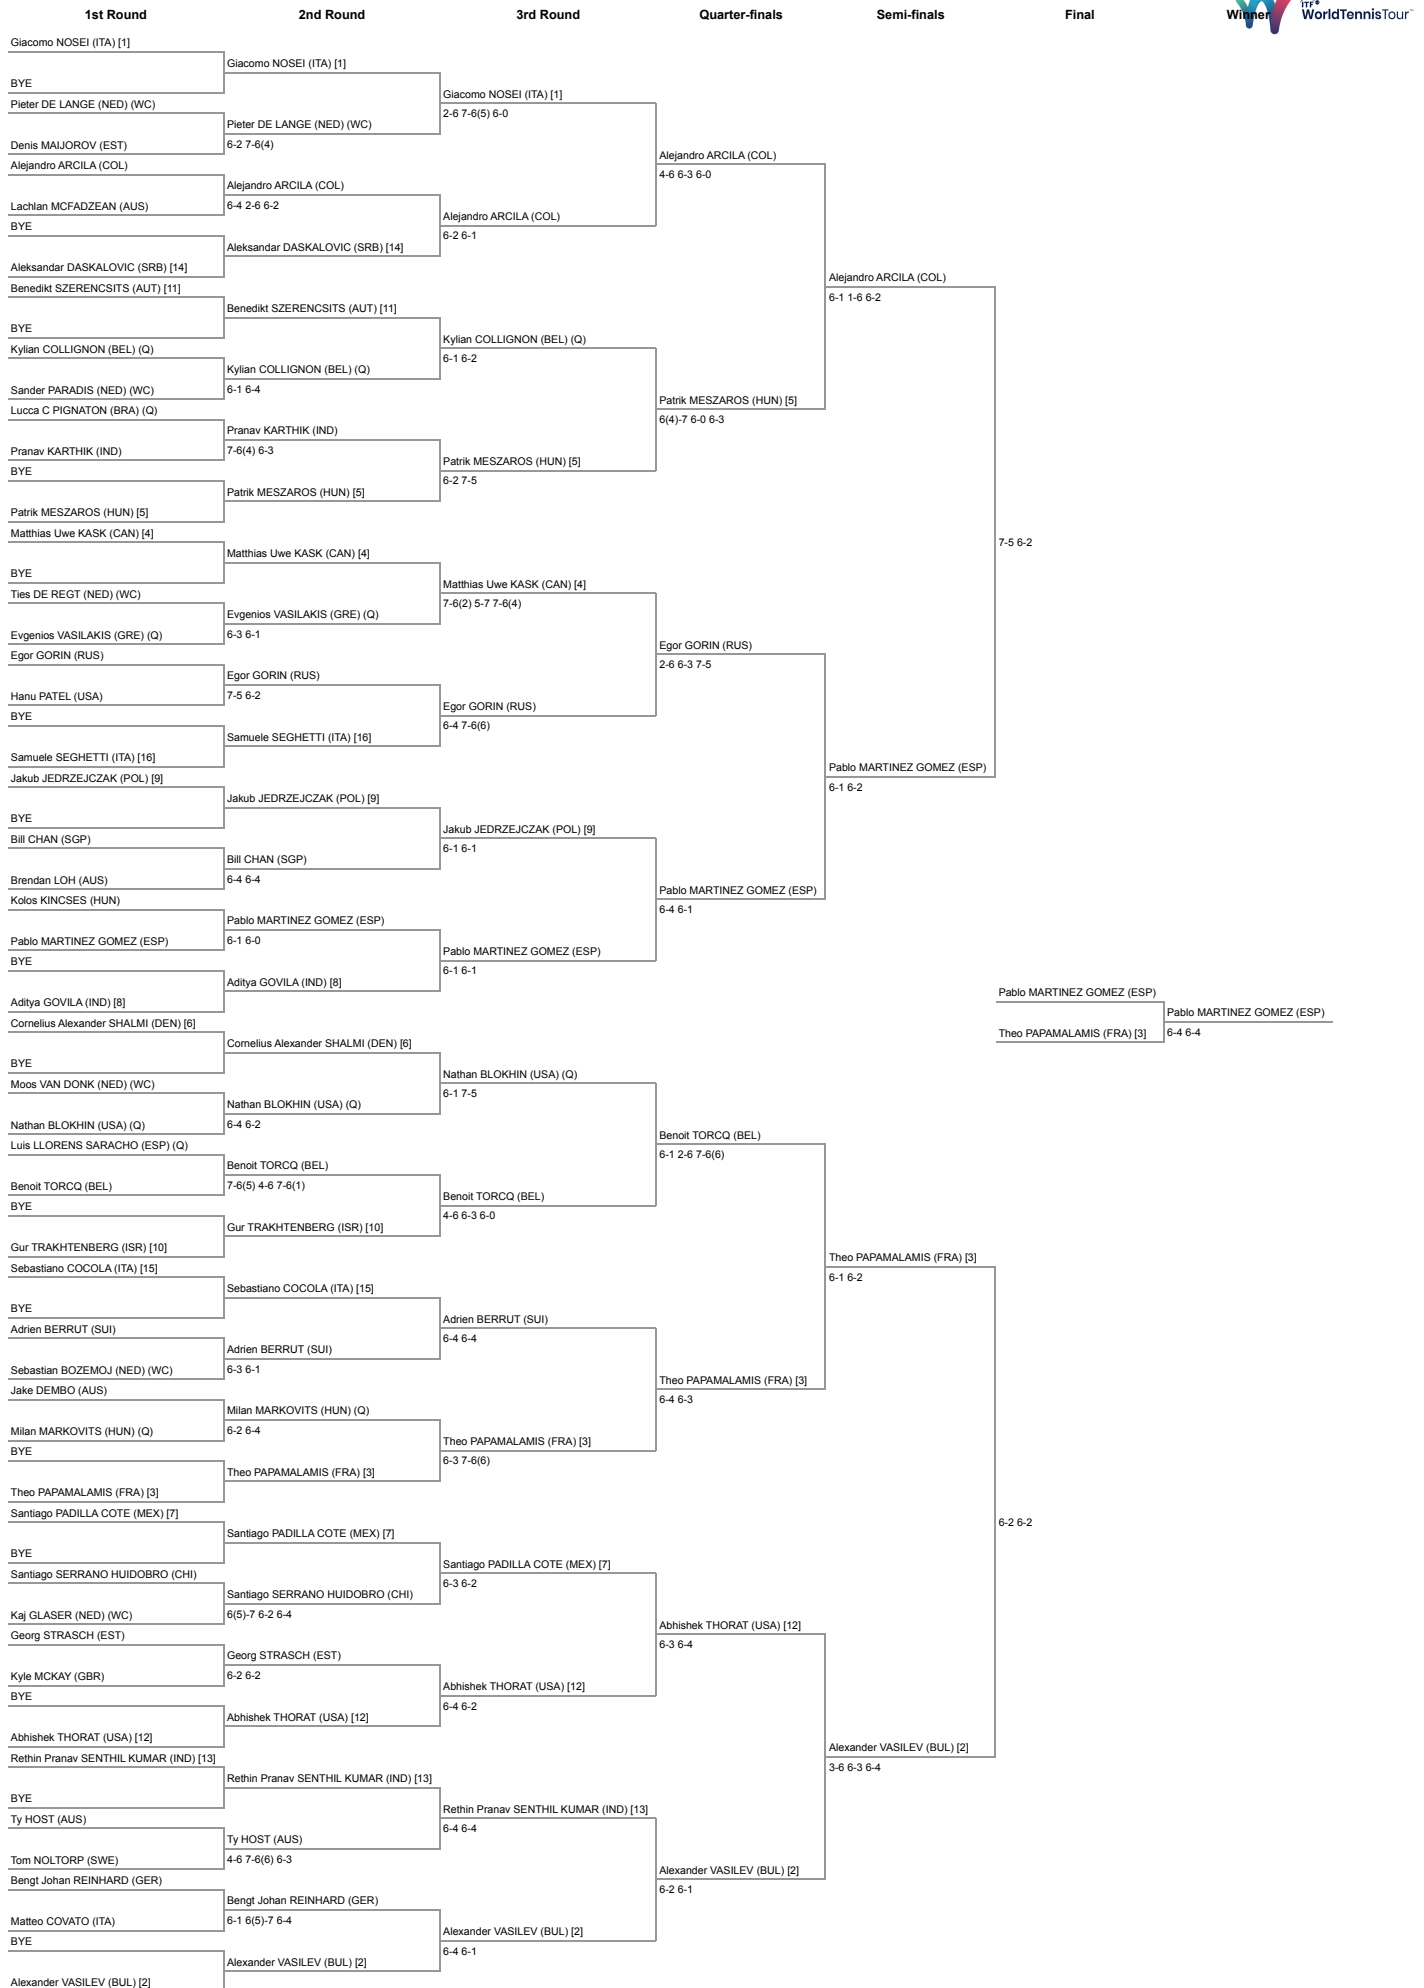 1st Round
2nd Round
3rd Round
Quarter-finals
Semi-finals
Final
Winner
ITF®
WorldTennisTour
Giacomo NOSEI (ITA) [1]
BYE
Pieter DE LANGE (NED) (WC)
Denis MAIJOROV (EST)
Alejandro ARCILA (COL)
Lachlan MCFADZEAN (AUS)
BYE
Aleksandar DASKALOVIC (SRB) [14]
Benedikt SZERENCSITS (AUT) [11]
BYE
Kylian COLLIGNON (BEL) (Q)
Sander PARADIS (NED) (WC)
Lucca C PIGNATON (BRA) (Q)
Pranav KARTHIK (IND)
BYE
Patrik MESZAROS (HUN) [5]
Matthias Uwe KASK (CAN) [4]
BYE
Ties DE REGT (NED) (WC)
Evgenios VASILAKIS (GRE) (Q)
Egor GORIN (RUS)
Hanu PATEL (USA)
BYE
Samuele SEGHETTI (ITA) [16]
Jakub JEDRZEJCZAK (POL) [9]
BYE
Bill CHAN (SGP)
Brendan LOH (AUS)
Kolos KINCSES (HUN)
Pablo MARTINEZ GOMEZ (ESP)
BYE
Aditya GOVILA (IND) [8]
Cornelius Alexander SHALMI (DEN) [6]
BYE
Moos VAN DONK (NED) (WC)
Nathan BLOKHIN (USA) (Q)
Luis LLORENS SARACHO (ESP) (Q)
Benoit TORCQ (BEL)
BYE
Gur TRAKHTENBERG (ISR) [10]
Sebastiano COCOLA (ITA) [15]
BYE
Adrien BERRUT (SUI)
Sebastian BOZEMOJ (NED) (WC)
Jake DEMBO (AUS)
Milan MARKOVITS (HUN) (Q)
BYE
Theo PAPAMALAMIS (FRA) [3]
Santiago PADILLA COTE (MEX) [7]
BYE
Santiago SERRANO HUIDOBRO (CHI)
Kaj GLASER (NED) (WC)
Georg STRASCH (EST)
Kyle MCKAY (GBR)
BYE
Abhishek THORAT (USA) [12]
Rethin Pranav SENTHIL KUMAR (IND) [13]
BYE
Ty HOST (AUS)
Tom NOLTORP (SWE)
Bengt Johan REINHARD (GER)
Matteo COVATO (ITA)
BYE
Alexander VASILEV (BUL) [2]
Giacomo NOSEI (ITA) [1]
Pieter DE LANGE (NED) (WC)
6-2 7-6(4)
Alejandro ARCILA (COL)
6-4 2-6 6-2
Aleksandar DASKALOVIC (SRB) [14]
Benedikt SZERENCSITS (AUT) [11]
Kylian COLLIGNON (BEL) (Q)
6-1 6-4
Pranav KARTHIK (IND)
7-6(4) 6-3
Patrik MESZAROS (HUN) [5]
Matthias Uwe KASK (CAN) [4]
Evgenios VASILAKIS (GRE) (Q)
6-3 6-1
Egor GORIN (RUS)
7-5 6-2
Samuele SEGHETTI (ITA) [16]
Jakub JEDRZEJCZAK (POL) [9]
Bill CHAN (SGP)
6-4 6-4
Pablo MARTINEZ GOMEZ (ESP)
6-1 6-0
Aditya GOVILA (IND) [8]
Cornelius Alexander SHALMI (DEN) [6]
Nathan BLOKHIN (USA) (Q)
6-4 6-2
Benoit TORCQ (BEL)
7-6(5) 4-6 7-6(1)
Gur TRAKHTENBERG (ISR) [10]
Sebastiano COCOLA (ITA) [15]
Adrien BERRUT (SUI)
6-3 6-1
Milan MARKOVITS (HUN) (Q)
6-2 6-4
Theo PAPAMALAMIS (FRA) [3]
Santiago PADILLA COTE (MEX) [7]
Santiago SERRANO HUIDOBRO (CHI)
6(5)-7 6-2 6-4
Georg STRASCH (EST)
6-2 6-2
Abhishek THORAT (USA) [12]
Rethin Pranav SENTHIL KUMAR (IND) [13]
Ty HOST (AUS)
4-6 7-6(6) 6-3
Bengt Johan REINHARD (GER)
6-1 6(5)-7 6-4
Alexander VASILEV (BUL) [2]
Giacomo NOSEI (ITA) [1]
2-6 7-6(5) 6-0
Alejandro ARCILA (COL)
6-2 6-1
Kylian COLLIGNON (BEL) (Q)
6-1 6-2
Patrik MESZAROS (HUN) [5]
6-2 7-5
Matthias Uwe KASK (CAN) [4]
7-6(2) 5-7 7-6(4)
Egor GORIN (RUS)
6-4 7-6(6)
Jakub JEDRZEJCZAK (POL) [9]
6-1 6-1
Pablo MARTINEZ GOMEZ (ESP)
6-1 6-1
Nathan BLOKHIN (USA) (Q)
6-1 7-5
Benoit TORCQ (BEL)
4-6 6-3 6-0
Adrien BERRUT (SUI)
6-4 6-4
Theo PAPAMALAMIS (FRA) [3]
6-3 7-6(6)
Santiago PADILLA COTE (MEX) [7]
6-3 6-2
Abhishek THORAT (USA) [12]
6-4 6-2
Rethin Pranav SENTHIL KUMAR (IND) [13]
6-4 6-4
Alexander VASILEV (BUL) [2]
6-4 6-1
Alejandro ARCILA (COL)
4-6 6-3 6-0
Patrik MESZAROS (HUN) [5]
6(4)-7 6-0 6-3
Egor GORIN (RUS)
2-6 6-3 7-5
Pablo MARTINEZ GOMEZ (ESP)
6-4 6-1
Benoit TORCQ (BEL)
6-1 2-6 7-6(6)
Theo PAPAMALAMIS (FRA) [3]
6-4 6-3
Abhishek THORAT (USA) [12]
6-3 6-4
Alexander VASILEV (BUL) [2]
6-2 6-1
Alejandro ARCILA (COL)
6-1 1-6 6-2
Pablo MARTINEZ GOMEZ (ESP)
6-1 6-2
Theo PAPAMALAMIS (FRA) [3]
6-1 6-2
Alexander VASILEV (BUL) [2]
3-6 6-3 6-4
7-5 6-2
Pablo MARTINEZ GOMEZ (ESP)
Theo PAPAMALAMIS (FRA) [3]
6-2 6-2
Pablo MARTINEZ GOMEZ (ESP)
6-4 6-4